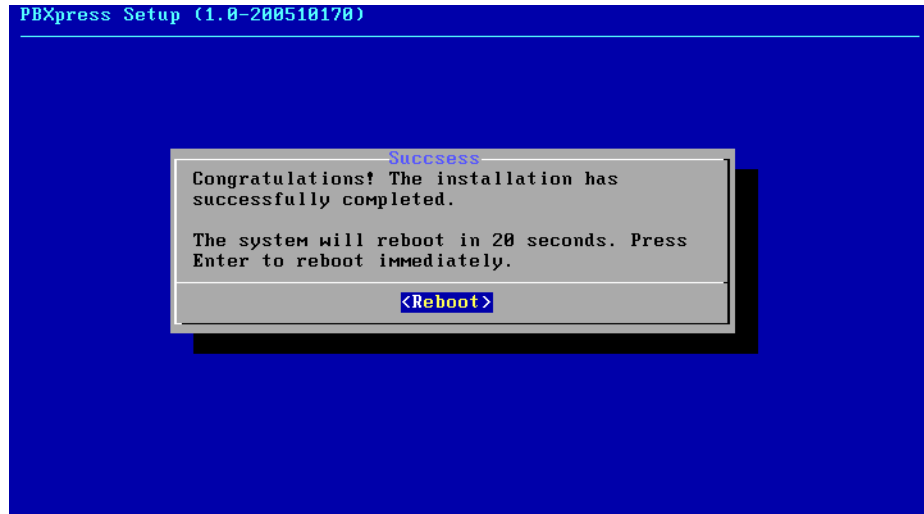 PBXpress Setup (1.0-200510170)
Succsess
Congratulations! The installation has
successfully completed.
The system will reboot in 20 seconds. Press
Enter to reboot immediately.
<Reboot>